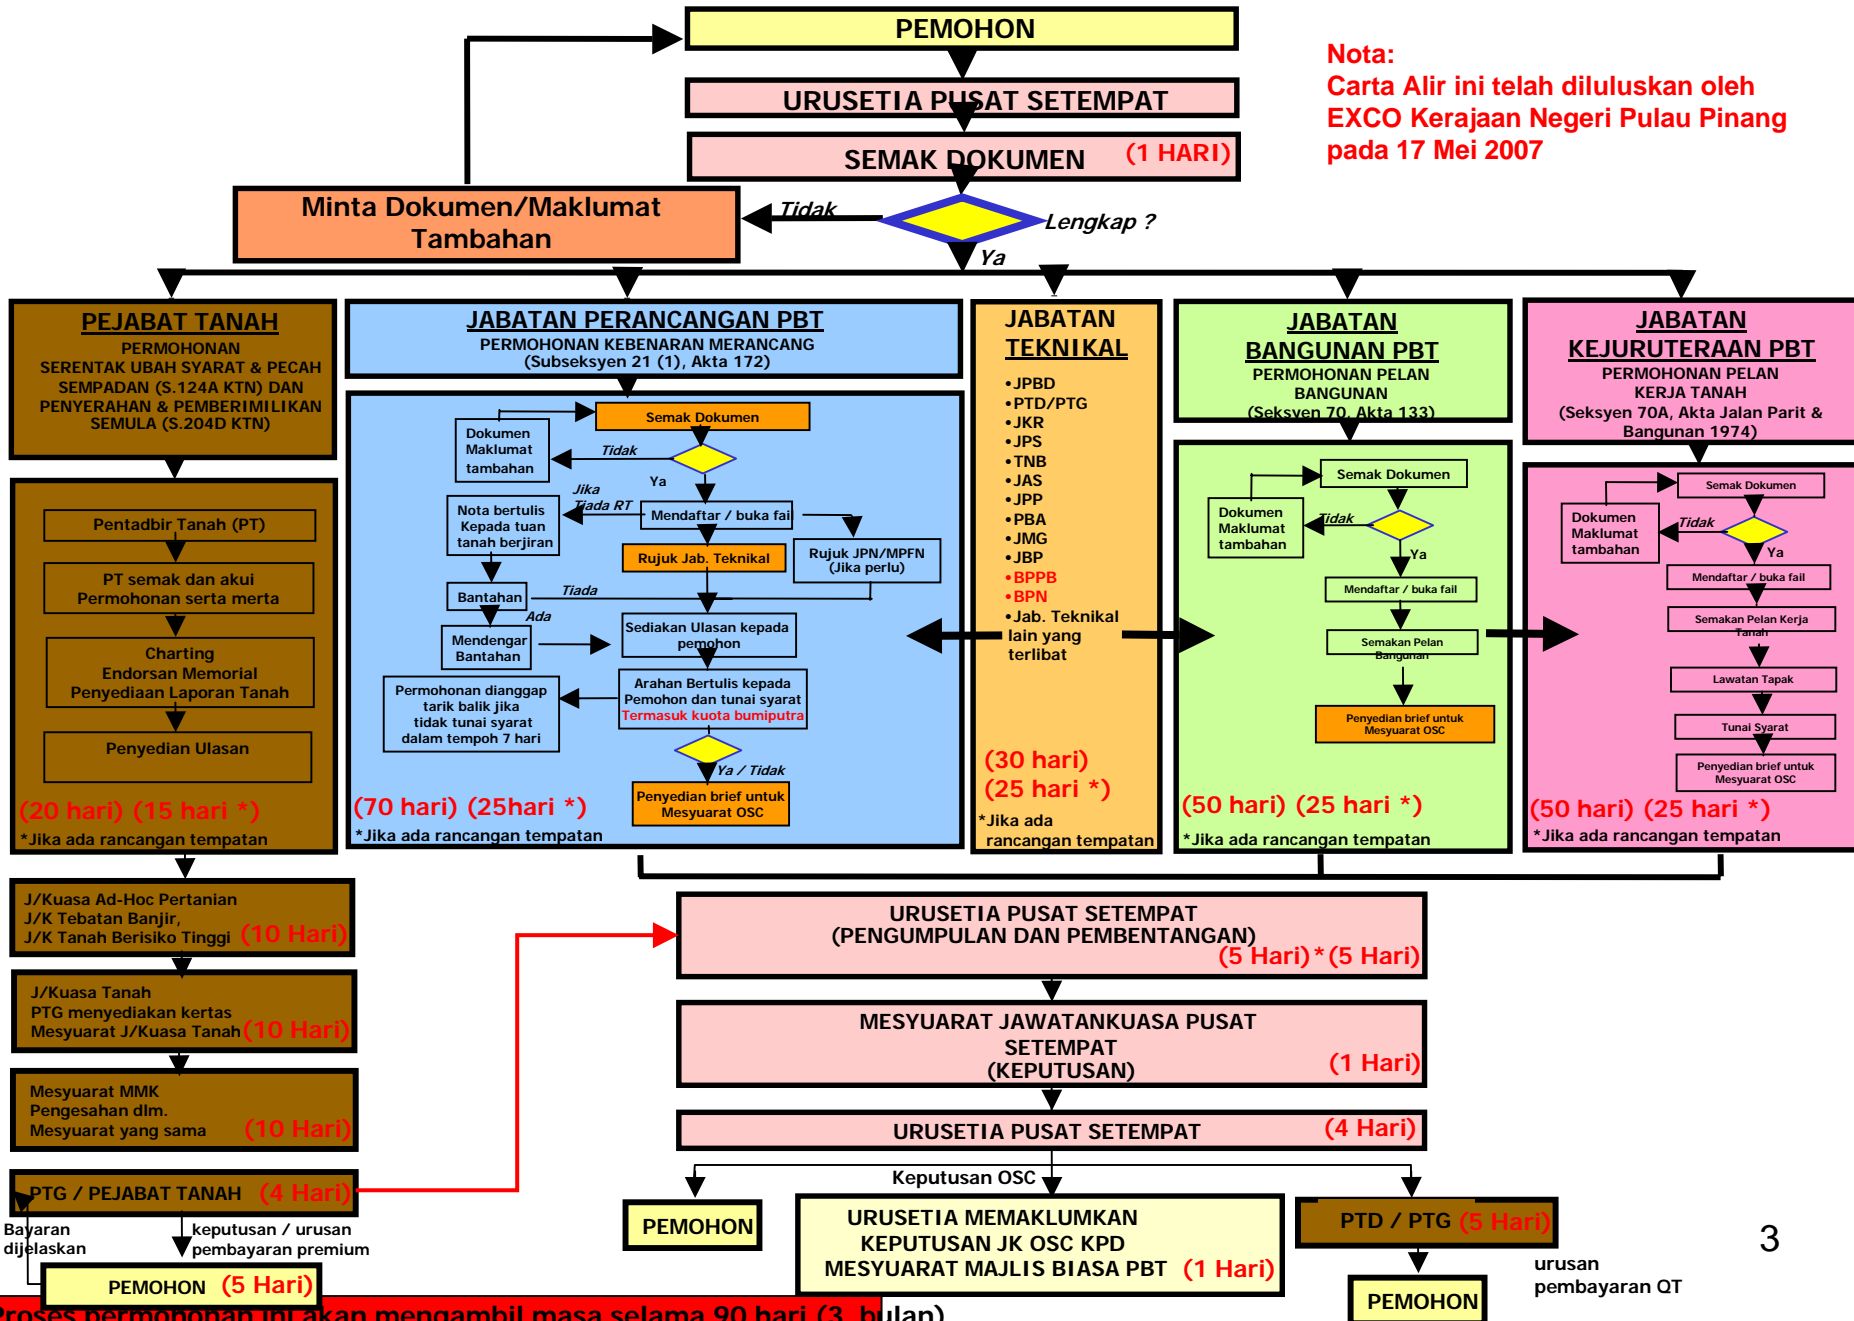 PEMOHON
Nota:
Carta Alir ini telah diluluskan oleh
EXCO Kerajaan Negeri Pulau Pinang
pada 17 Mei 2007
URUSETIA PUSAT SETEMPAT
SEMAK DOKUMEN (1 HARI)
Minta Dokumen/Maklumat
Tambahan
Tidak
Lengkap ?
Ya
PEJABAT TANAH
PERMOHONAN
SERENTAK UBAH SYARAT & PECAH
SEMPADAN (S.124A KTN) DAN
PENYERAHAN & PEMBERIMILIKAN
SEMULA (S.204D KTN)
Pentadbir Tanah (PT)
PT semak dan akui
Permohonan serta merta
Charting
Endorsan Memorial
Penyediaan Laporan Tanah
Penyedian Ulasan
(20 hari) (15 hari *)
*Jika ada rancangan tempatan
JABATAN PERANCANGAN PBT
PERMOHONAN KEBENARAN MERANCANG
(Subseksyen 21 (1), Akta 172)
Semak Dokumen
Dokumen
Maklumat
tambahan
Tidak
Ya
Jika
Tiada RT
Nota bertulis
Kepada tuan
tanah berjiran
Mendaftar / buka fail
Rujuk Jab. Teknikal
Rujuk JPN/MPFN
(Jika perlu)
Bantahan
Tiada
Ada
Mendengar
Bantahan
Sediakan Ulasan kepada
pemohon
Permohonan dianggap
tarik balik jika
tidak tunai syarat
dalam tempoh 7 hari
Arahan Bertulis kepada
Pemohon dan tunai syarat
Termasuk kuota bumiputra
Ya / Tidak
Penyedian brief untuk
Mesyuarat OSC
(70 hari) (25hari *)
*Jika ada rancangan tempatan
JABATAN
TEKNIKAL
•JPBD
•PTD/PTG
•JKR
•JPS
•TNB
•JAS
•JPP
•PBA
•JMG
•JBP
•BPPB
•BPN
•Jab. Teknikal
lain yang
terlibat
(30 hari)
(25 hari *)
*Jika ada
rancangan tempatan
JABATAN
BANGUNAN PBT
PERMOHONAN PELAN
BANGUNAN
(Seksyen 70, Akta 133)
Semak Dokumen
Dokumen
Maklumat
tambahan
Tidak
Ya
Mendaftar / buka fail
Semakan Pelan
Bangunan
Penyedian brief untuk
Mesyuarat OSC
(50 hari) (25 hari *)
*Jika ada rancangan tempatan
JABATAN
KEJURUTERAAN PBT
PERMOHONAN PELAN
KERJA TANAH
(Seksyen 70A, Akta Jalan Parit &
Bangunan 1974)
Semak Dokumen
Dokumen
Maklumat
tambahan
Tidak
Ya
Mendaftar / buka fail
Semakan Pelan Kerja
Tanah
Lawatan Tapak
Tunai Syarat
Penyedian brief untuk
Mesyuarat OSC
(50 hari) (25 hari *)
*Jika ada rancangan tempatan
J/Kuasa Ad-Hoc Pertanian
J/K Tebatan Banjir,
J/K Tanah Berisiko Tinggi (10 Hari)
J/Kuasa Tanah
PTG menyediakan kertas
Mesyuarat J/Kuasa Tanah (10 Hari)
Mesyuarat MMK
Pengesahan dlm.
Mesyuarat yang sama (10 Hari)
PTG / PEJABAT TANAH (4 Hari)
Bayaran
dijelaskan
keputusan / urusan
pembayaran premium
PEMOHON (5 Hari)
URUSETIA PUSAT SETEMPAT
(PENGUMPULAN DAN PEMBENTANGAN)
(5 Hari)*(5 Hari)
MESYUARAT JAWATANKUASA PUSAT
SETEMPAT
(KEPUTUSAN) (1 Hari)
URUSETIA PUSAT SETEMPAT (4 Hari)
Keputusan OSC
PEMOHON
URUSETIA MEMAKLUMKAN
KEPUTUSAN JK OSC KPD
MESYUARAT MAJLIS BIASA PBT (1 Hari)
PTD / PTG (5 Hari)
urusan
pembayaran QT
PEMOHON
3
Proses permohonan ini akan mengambil masa selama 90 hari (3 bulan)